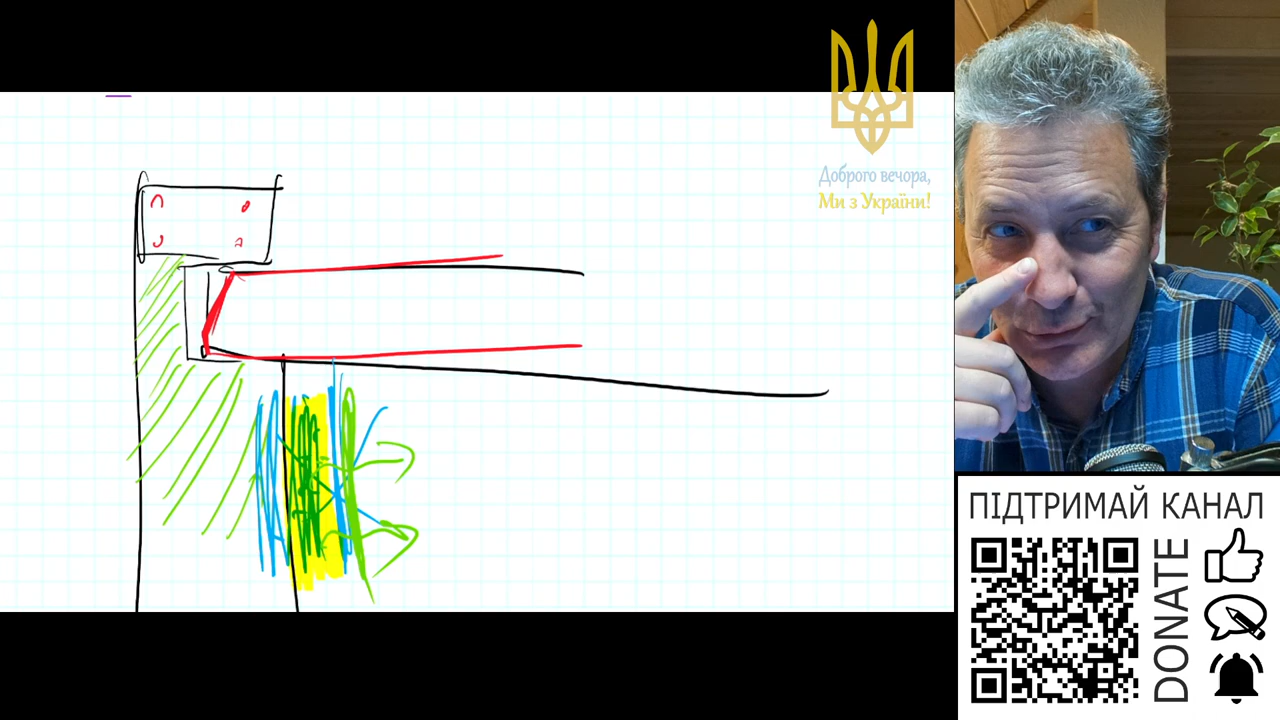 Доброго вечора,
Ми з України!
ПІДТРИМАЙ КАНАЛ
DONATE